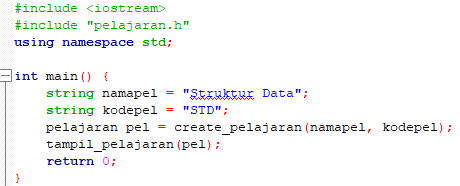 #include <iostream>
#include "pelajaran.h"
using namespace std;
int main() {
string namapel = "Struktur Data";
string kodepel = "STD";
pelajaran pel = create_pelajaran(namapel, kodepel);
tampil_pelajaran(pel);
return 0;
}